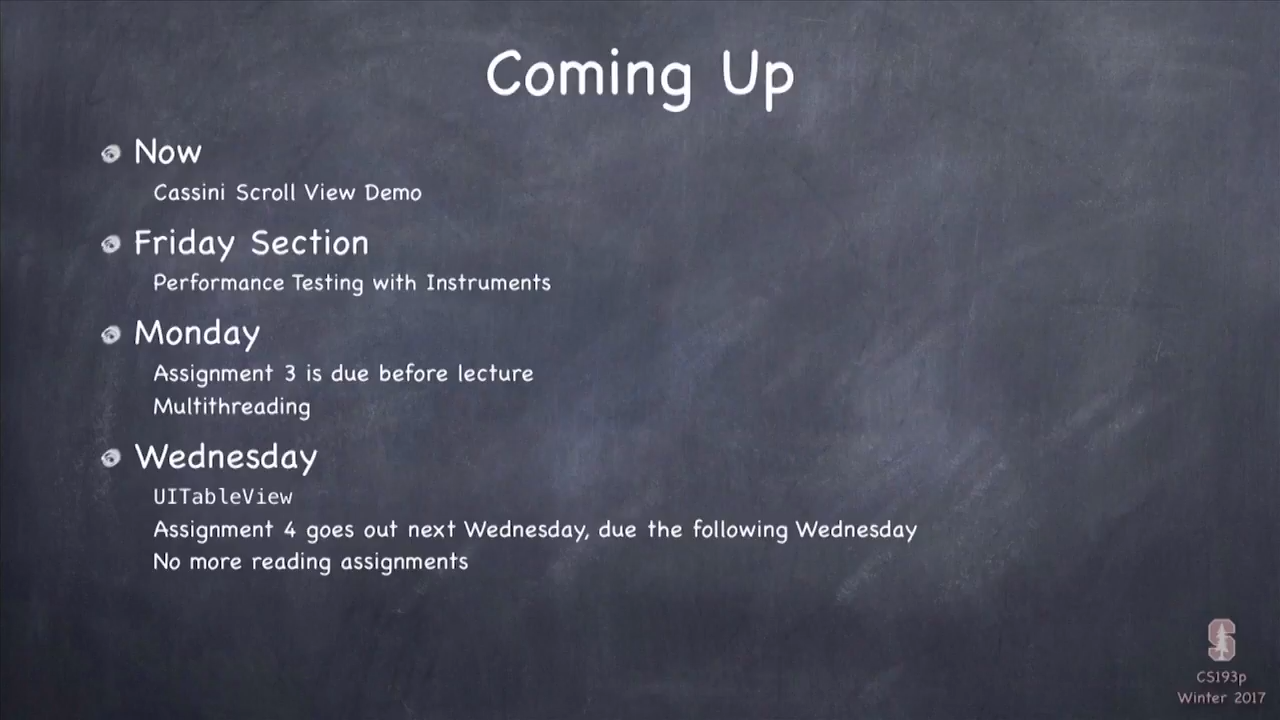 Coming Up
Now
Cassini Scroll View Demo
Friday Section
Performance Testing with Instruments
Monday
Assignment 3 is due before lecture
Multithreading
Wednesday
UITableView
Assignment 4 goes out next Wednesday, due the following Wednesday
No more reading assignments
S
CS193p
Winter 2017